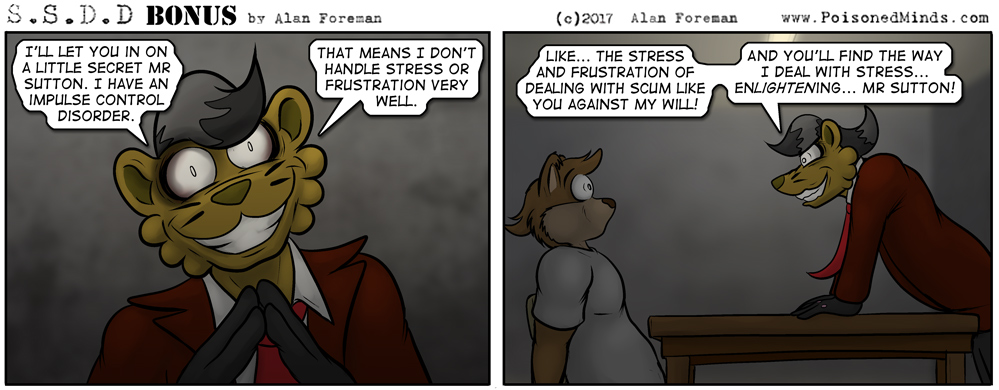 S.S.D.D BONUS by Alan Foreman (c)2017 Alan Foreman www.PoisonedMinds.com
I'LL LET YOU IN ON
A LITTLE SECRET MR
SUTTON. I HAVE AN
IMPULSE CONTROL
DISORDER.
THAT MEANS I DON'T
HANDLE STRESS OR
FRUSTRATION VERY
WELL.
LIKE... THE STRESS
AND FRUSTRATION OF
DEALING WITH SCUM LIKE
YOU AGAINST MY WILL!
AND YOU'LL FIND THE WAY
I DEAL WITH STRESS...
ENLIGHTENING... MR SUTTON!